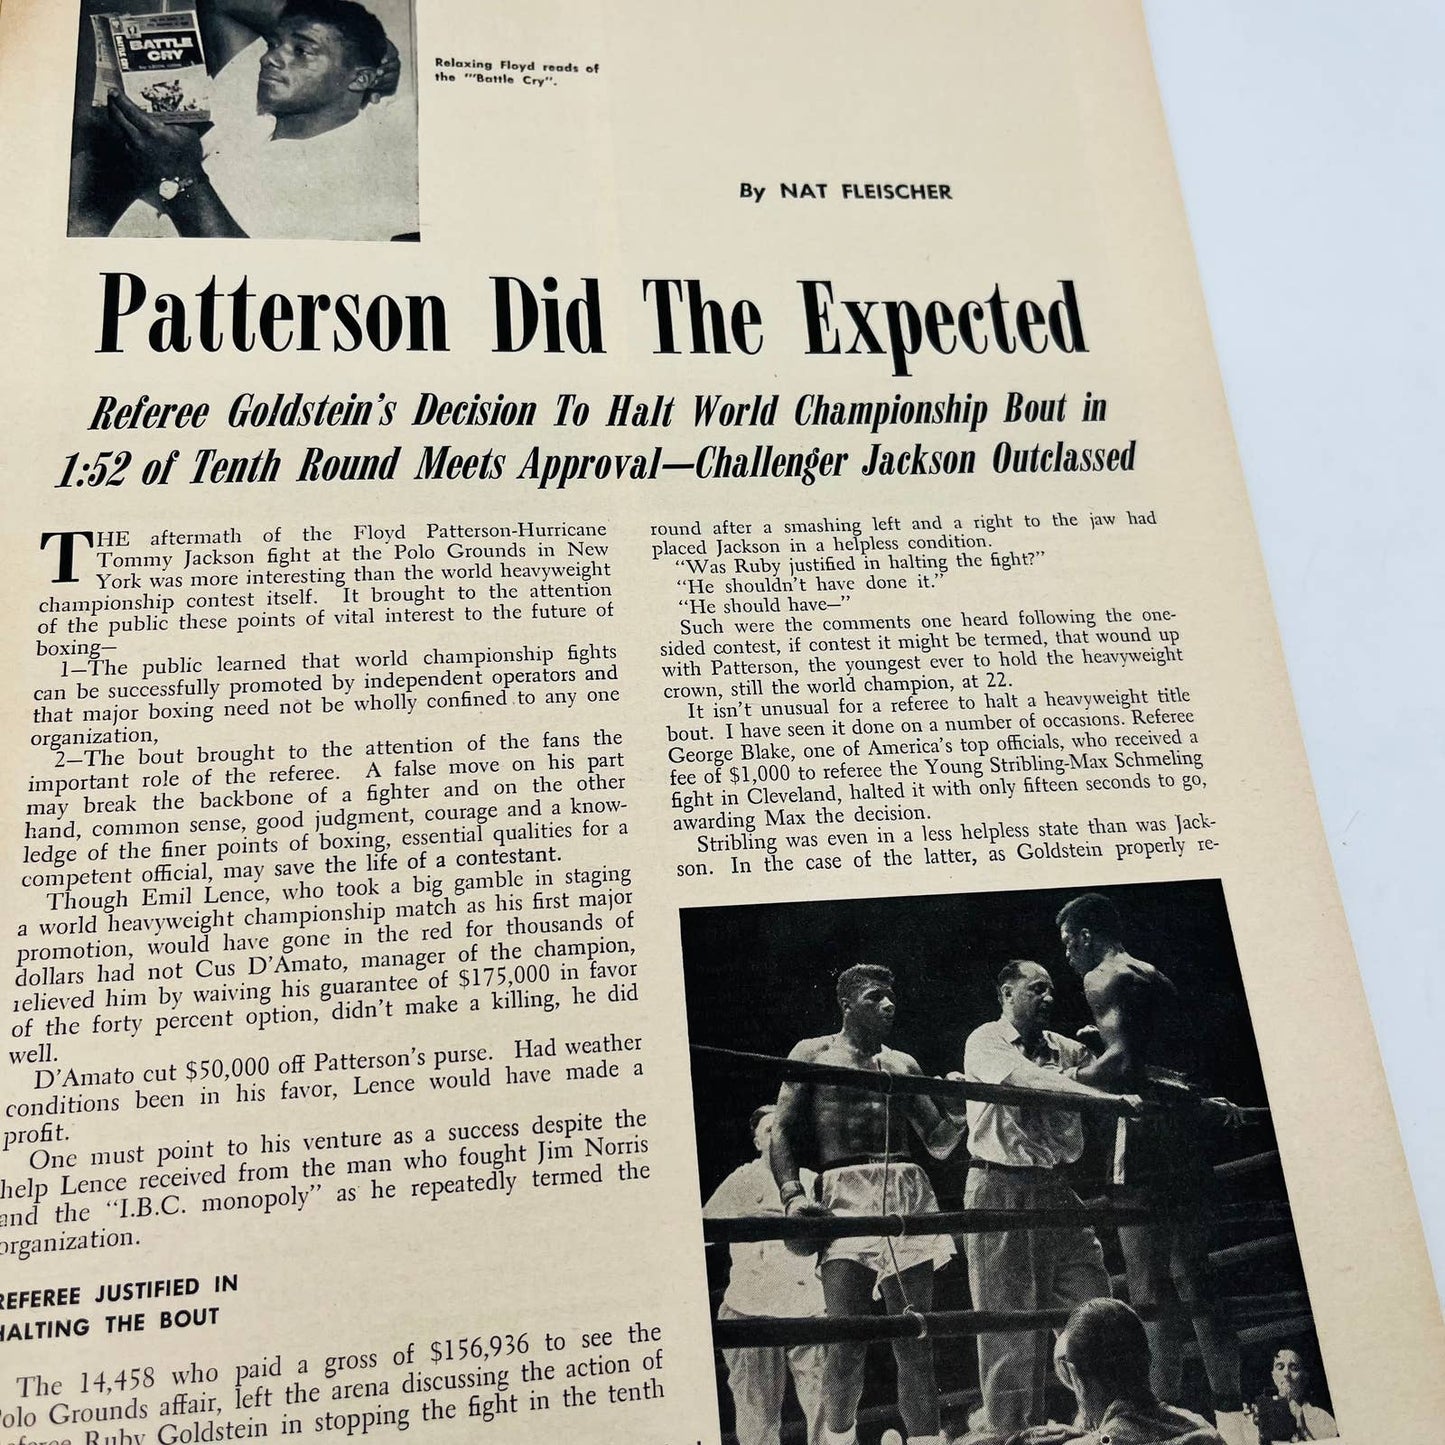 BATTLE
CRY
BATTLE CRY
Relaxing Floyd reads of
the "'Battle Cry".
By NAT FLEISCHER
Patterson Did The Expected
Referee Goldstein's Decision To Halt World Championship Bout in
1:52 of Tenth Round Meets Approval—Challenger Jackson Outclassed
THE aftermath of the Floyd Patterson-Hurricane
Tommy Jackson fight at the Polo Grounds in New
York was more interesting than the world heavyweight
championship contest itself. It brought to the attention
of the public these points of vital interest to the future of
boxing—
1—The public learned that world championship fights
can be successfully promoted by independent operators and
that major boxing need not be wholly confined to any one
organization,
2—The bout brought to the attention of the fans the
important role of the referee. A false move on his part
may break the backbone of a fighter and on the other
hand, common sense, good judgment, courage and a know-
ledge of the finer points of boxing, essential qualities for a
competent official, may save the life of a contestant.
Though Emil Lence, who took a big gamble in staging
a world heavyweight championship match as his first major
promotion, would have gone in the red for thousands of
dollars had not Cus D'Amato, manager of the champion,
relieved him by waiving his guarantee of $175,000 in favor
of the forty percent option, didn't make a killing, he did
well.
D'Amato cut $50,000 off Patterson's purse. Had weather
conditions been in his favor, Lence would have made a
profit.
One must point to his venture as a success despite the
help Lence received from the man who fought Jim Norris
and the "I.B.C. monopoly" as he repeatedly termed the
organization.
REFEREE JUSTIFIED IN
HALTING THE BOUT
The 14,458 who paid a gross of $156,936 to see the
Polo Grounds affair, left the arena discussing the action of
Ruby Goldstein in stopping the fight in the tenth
round after a smashing left and a right to the jaw had
placed Jackson in a helpless condition.
"Was Ruby justified in halting the fight?"
"He shouldn't have done it."
"He should have—"
Such were the comments one heard following the one-
sided contest, if contest it might be termed, that wound up
with Patterson, the youngest ever to hold the heavyweight
crown, still the world champion, at 22.
It isn't unusual for a referee to halt a heavyweight title
bout. I have seen it done on a number of occasions. Referee
George Blake, one of America's top officials, who received a
fee of $1,000 to referee the Young Stribling-Max Schmeling
fight in Cleveland, halted it with only fifteen seconds to go,
awarding Max the decision.
Stribling was even in a less helpless state than was Jack-
son. In the case of the latter, as Goldstein properly re-